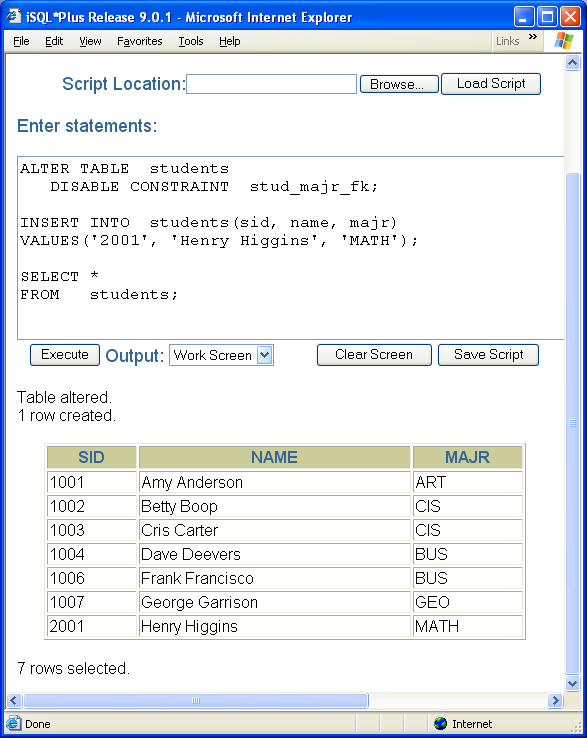 iSQL*Plus Release 9.0.1 - Microsoft Internet Explorer
File Edit View Favorites Tools Help Links »
Script Location: Browse... Load Script
Enter statements:
ALTER TABLE students
DISABLE CONSTRAINT stud_majr_fk;
INSERT INTO students(sid, name, majr)
VALUES('2001', 'Henry Higgins', 'MATH');
SELECT *
FROM students;
Execute Output: Work Screen Clear Screen Save Script
Table altered.
1 row created.
SID NAME MAJR
1001 Amy Anderson ART
1002 Betty Boop CIS
1003 Cris Carter CIS
1004 Dave Deevers BUS
1006 Frank Francisco BUS
1007 George Garrison GEO
2001 Henry Higgins MATH
7 rows selected.
Done Internet